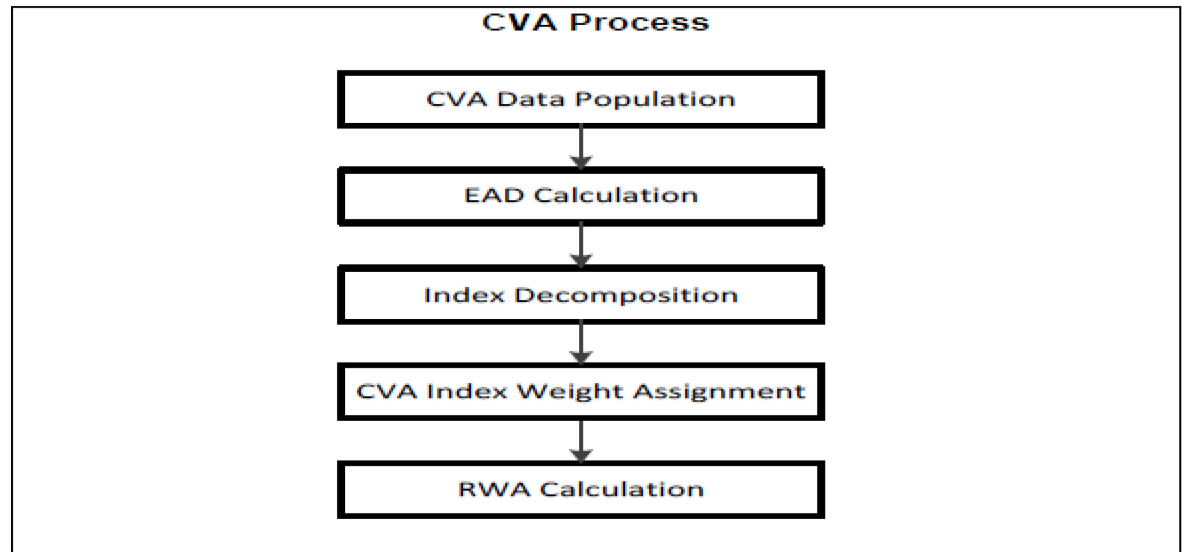 CVA Process
CVA Data Population
EAD Calculation
Index Decomposition
CVA Index Weight Assignment
RWA Calculation